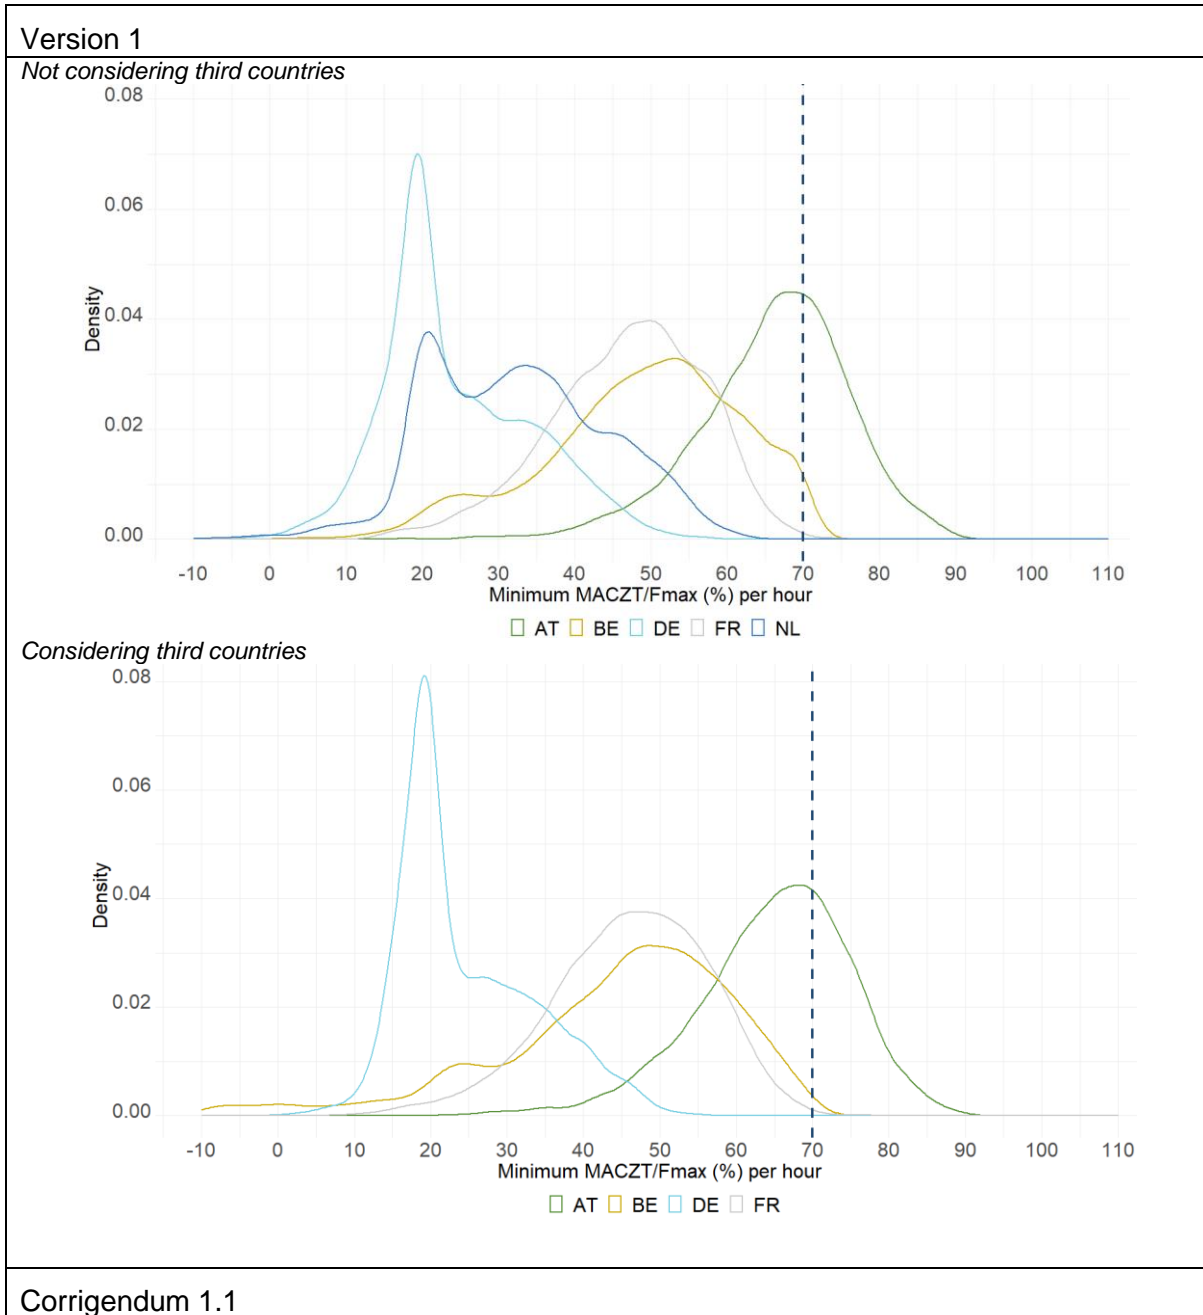 Version 1
Not considering third countries
0.08
0.06
0.04
0.02
0.00
Density
-10 0 10 20 30 40 50 60 70 80 90 100 110
Minimum MACZT/Fmax (%) per hour
AT BE DE FR NL
Considering third countries
0.08
0.06
0.04
0.02
0.00
Density
-10 0 10 20 30 40 50 60 70 80 90 100 110
Minimum MACZT/Fmax (%) per hour
AT BE DE FR
Corrigendum 1.1